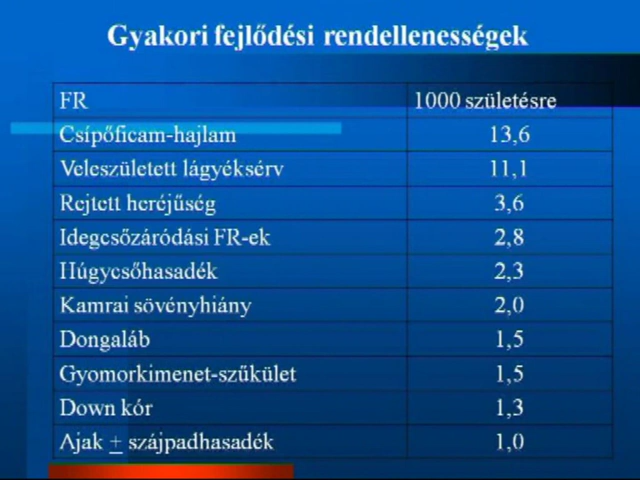 Gyakori fejlődési rendellenességek
FR 1000 születésre
Csípőficam-hajlam 13,6
Veleszületett lágyéksérv 11,1
Rejtett heréjűség 3,6
Idegcsőzáródási FR-ek 2,8
Húgycsőhasadék 2,3
Kamrai sövényhiány 2,0
Dongaláb 1,5
Gyomorkimenet-szűkület 1,5
Down kór 1,3
Ajak + szájpadhasadék 1,0